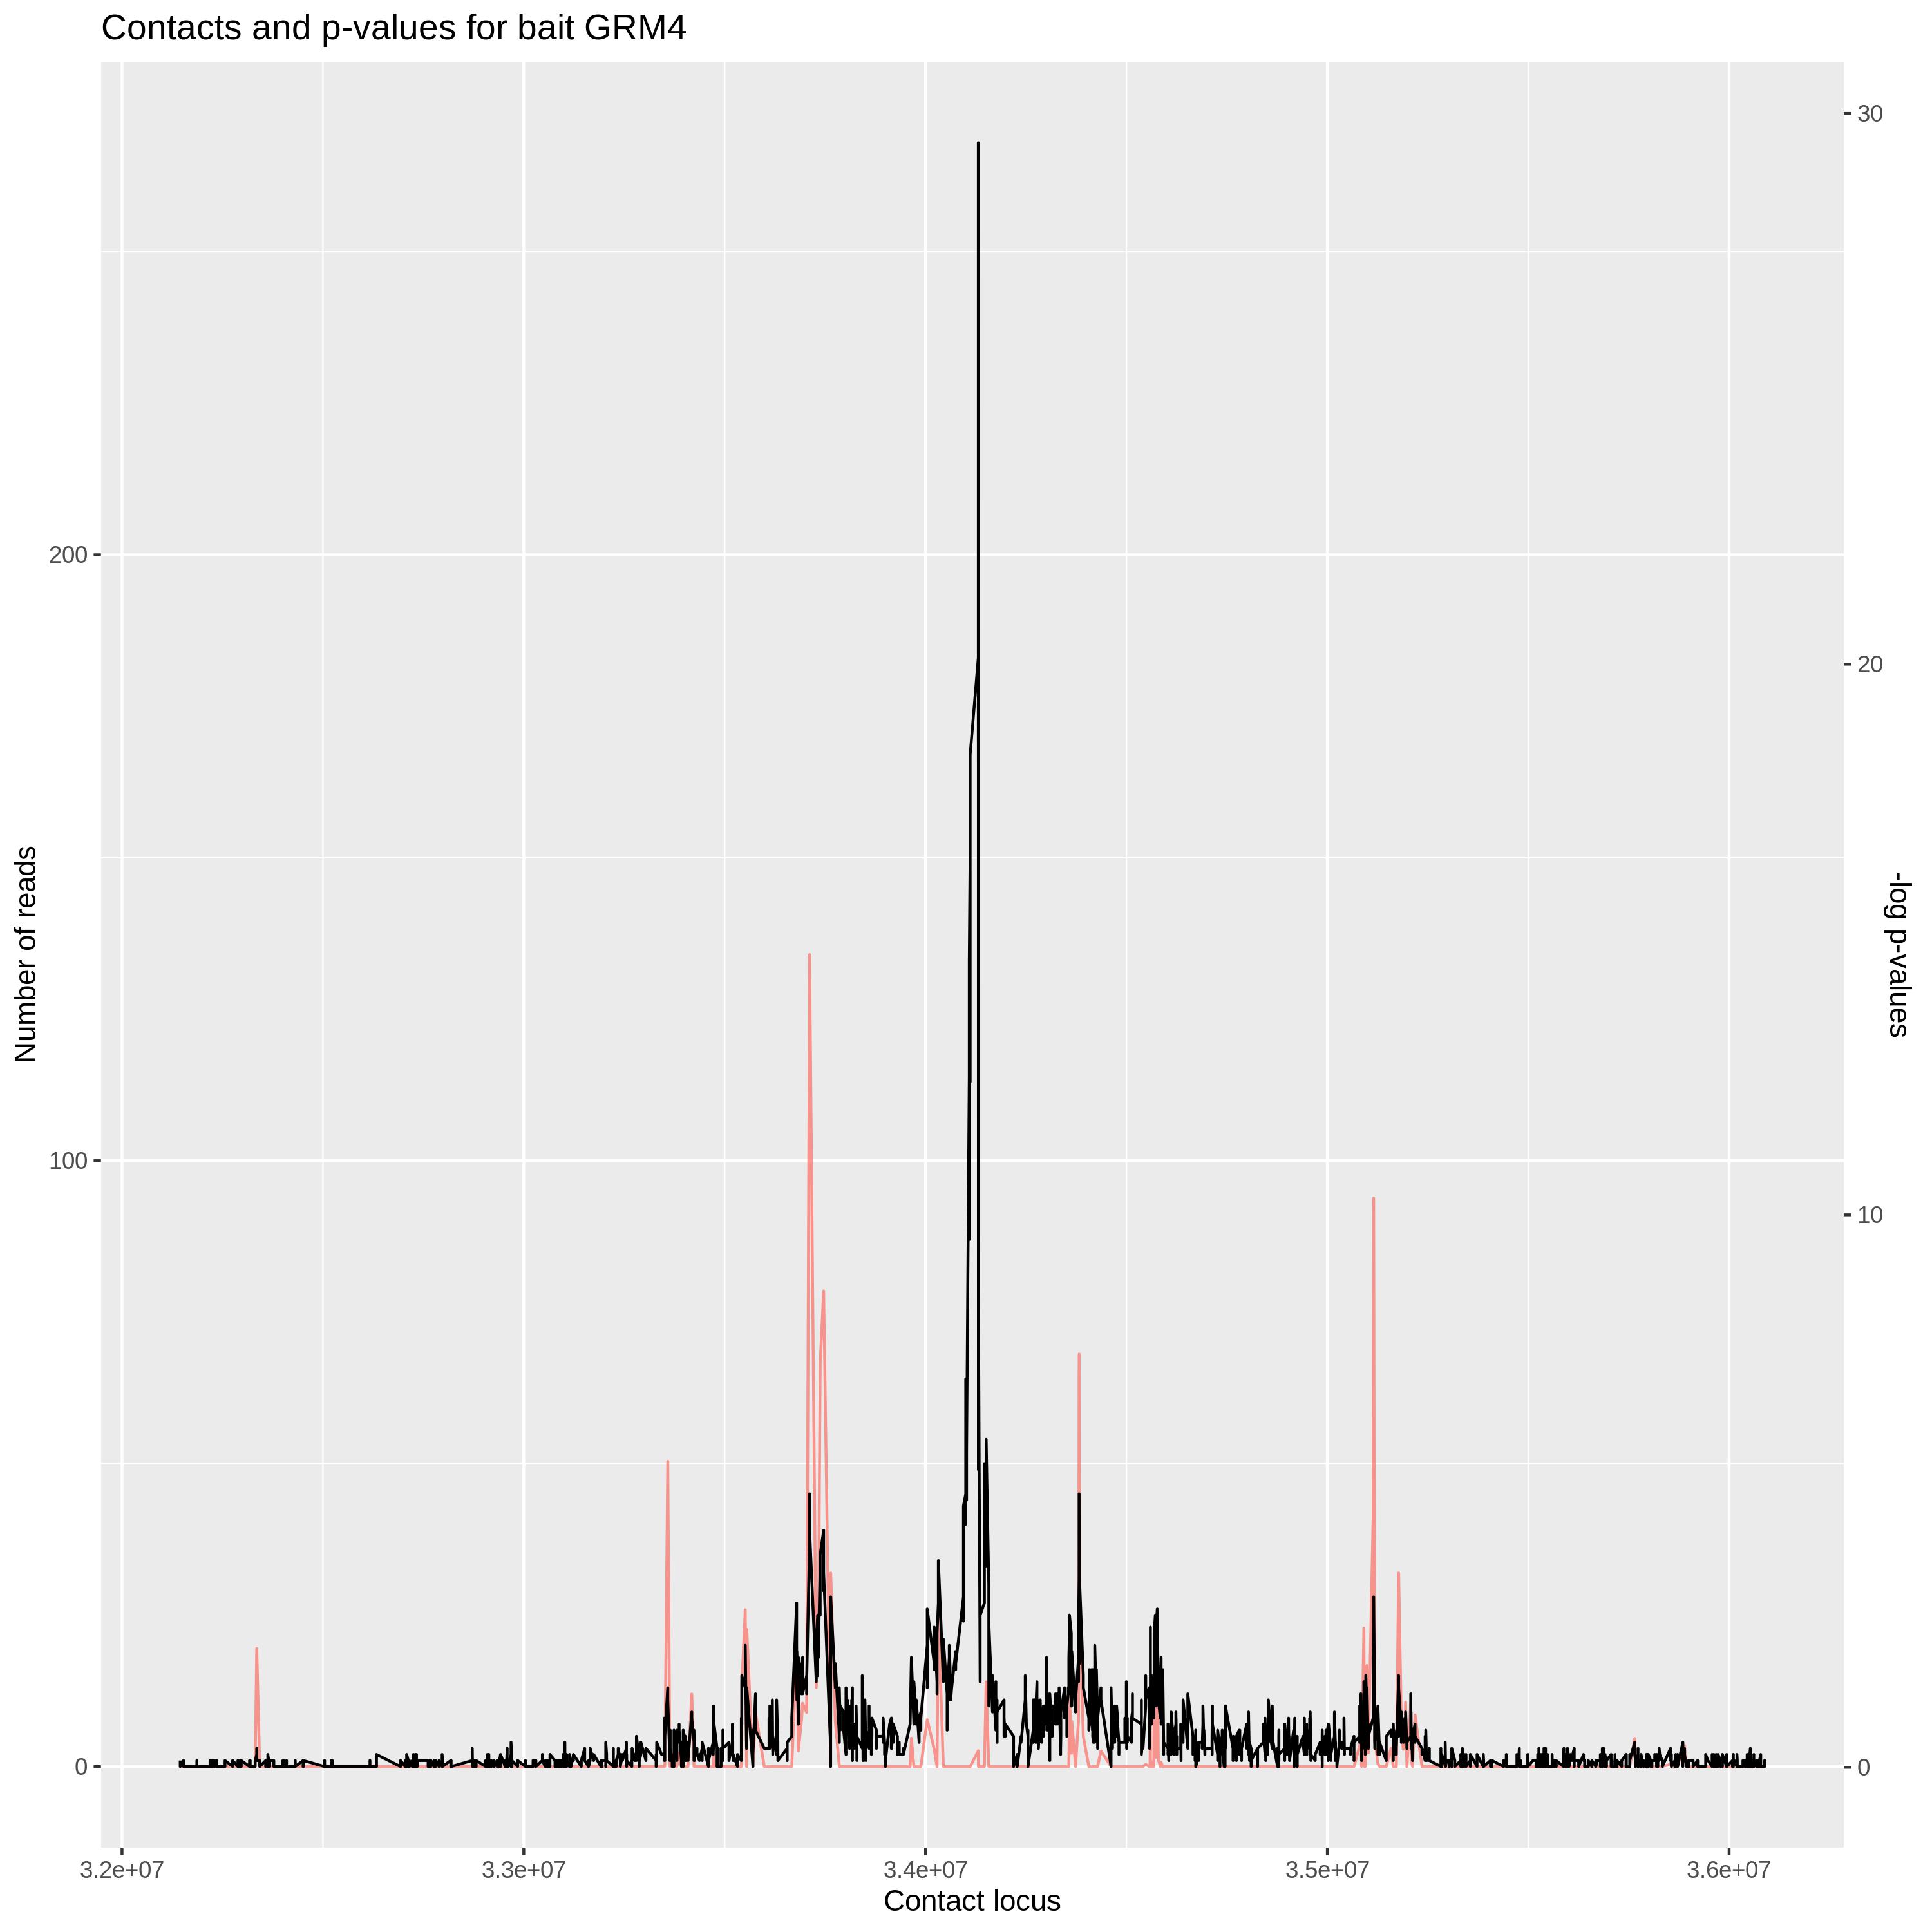 Contacts and p-values for bait GRM4
30
200
20
Number of reads
-log p-values
100
10
0
0
3.2e+07
3.3e+07
3.4e+07
3.5e+07
3.6e+07
Contact locus